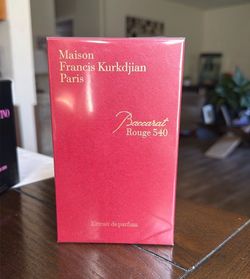 Maison
Francis Kurkdjian
Paris
Baccarat
Rouge 540
Extrait de parfum